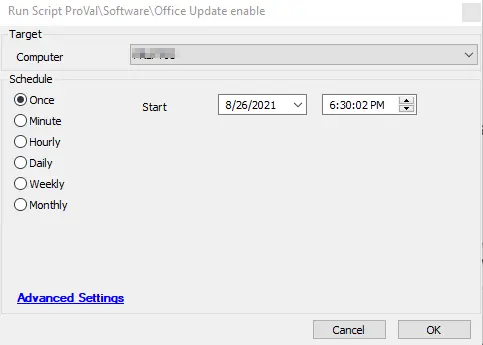 Run Script ProVal\Software\Office Update enable
Target
Computer
Schedule
Once
Start
8/26/2021
6:30:02 PM
Minute
Hourly
Daily
Weekly
Monthly
Advanced Settings
Cancel
OK